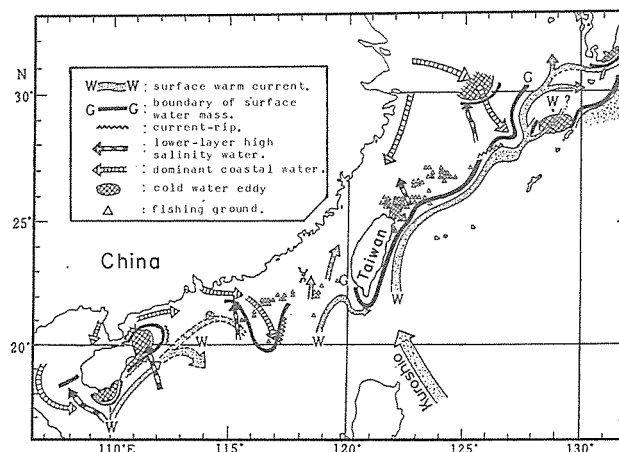 N
30°
25°
20°
W W : surface warm current.
G G : boundary of surface
water mass.
: current-rip.
: lower-layer high
salinity water.
: dominant coastal water.
: cold water eddy
: fishing ground.
China
Taiwan
Kuroshio
G
W ?
G
W
W
W
W
110°E
115°
120°
125°
130°